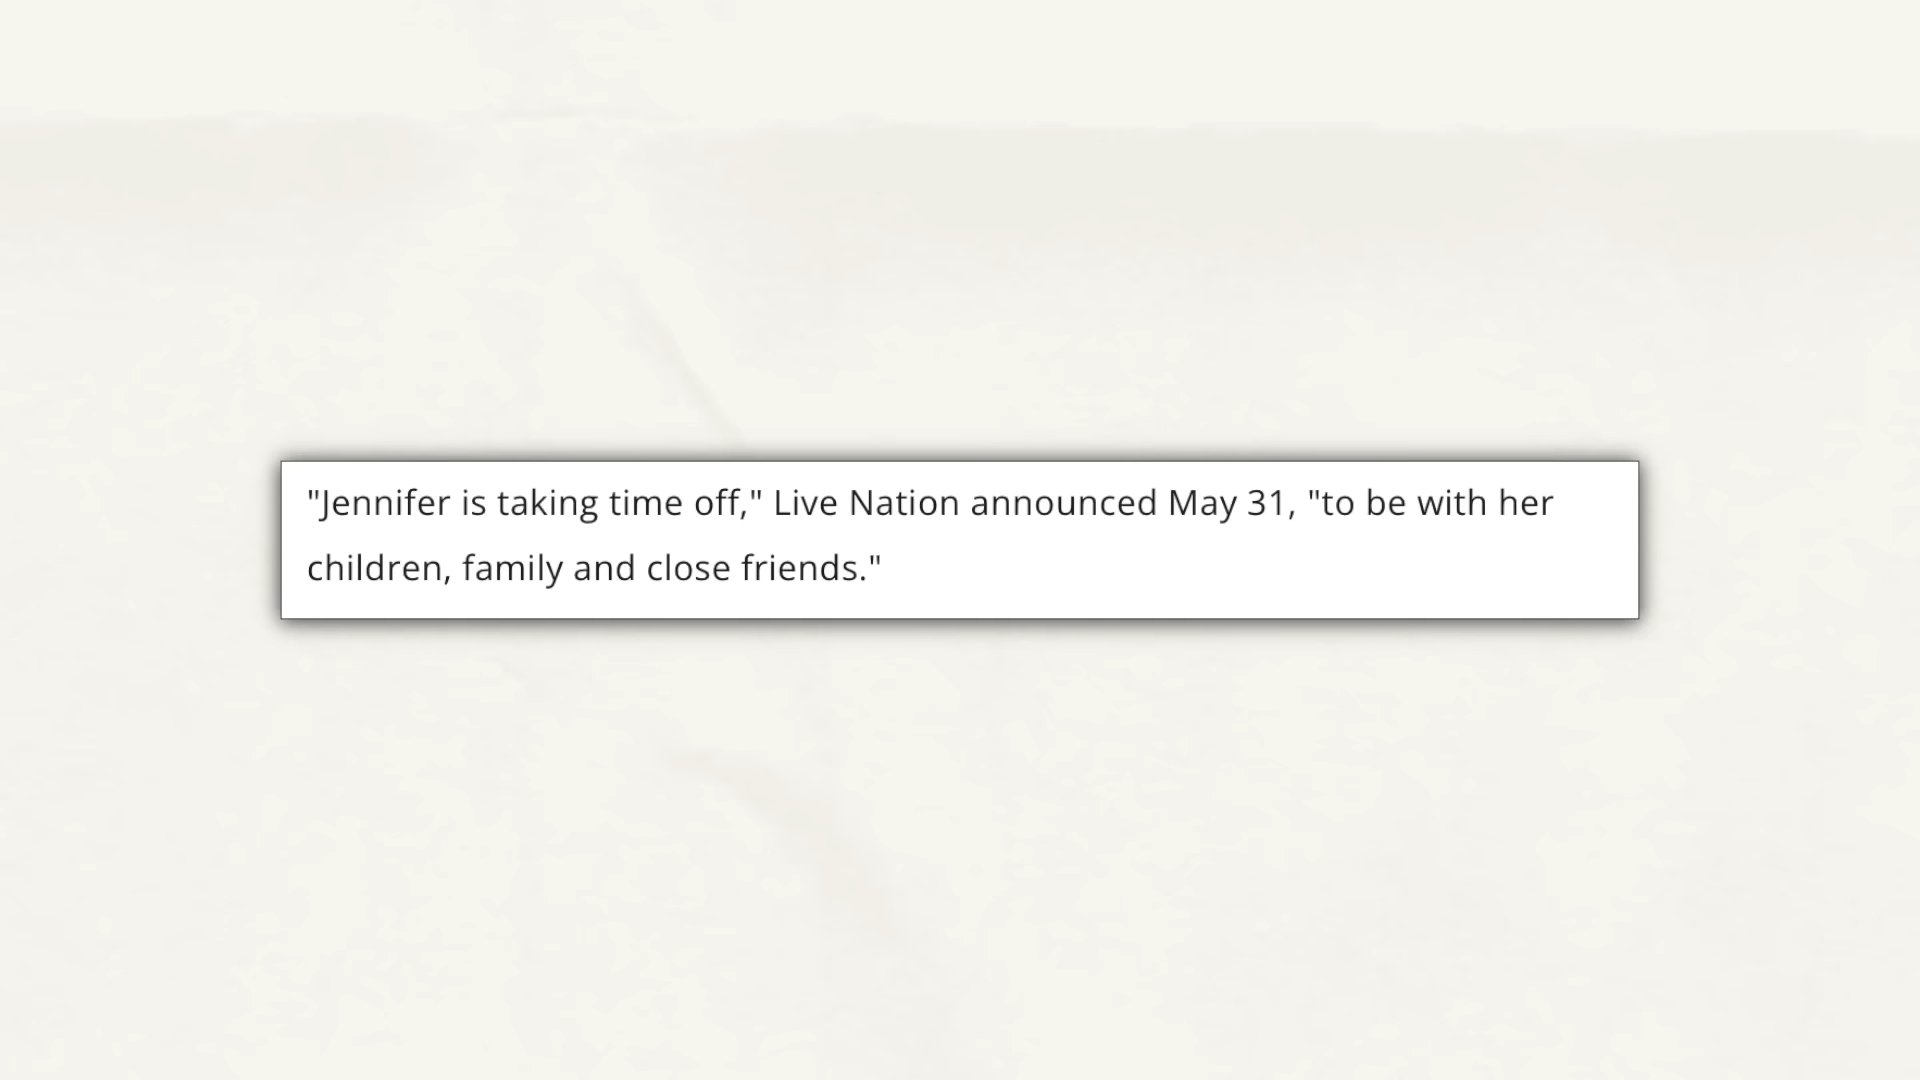 "Jennifer is taking time off," Live Nation announced May 31, "to be with her
children, family and close friends."